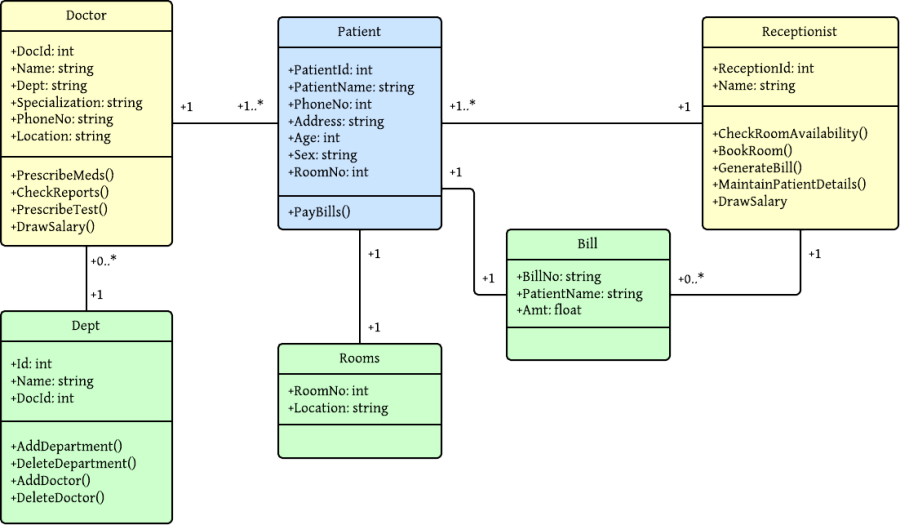 Doctor
+DocId: int
+Name: string
+Dept: string
+Specialization: string
+PhoneNo: string
+Location: string
+PrescribeMeds()
+CheckReports()
+PrescribeTest()
+DrawSalary()
+1
+1..*
Patient
+PatientId: int
+PatientName: string
+PhoneNo: int
+Address: string
+Age: int
+Sex: string
+RoomNo: int
+PayBills()
+1..*
+1
Receptionist
+ReceptionId: int
+Name: string
+CheckRoomAvailability()
+BookRoom()
+GenerateBill()
+MaintainPatientDetails()
+DrawSalary
+0..*
+1
Dept
+Id: int
+Name: string
+DocId: int
+AddDepartment()
+DeleteDepartment()
+AddDoctor()
+DeleteDoctor()
+1
+1
Rooms
+RoomNo: int
+Location: string
+1
+1
Bill
+BillNo: string
+PatientName: string
+Amt: float
+0..*
+1